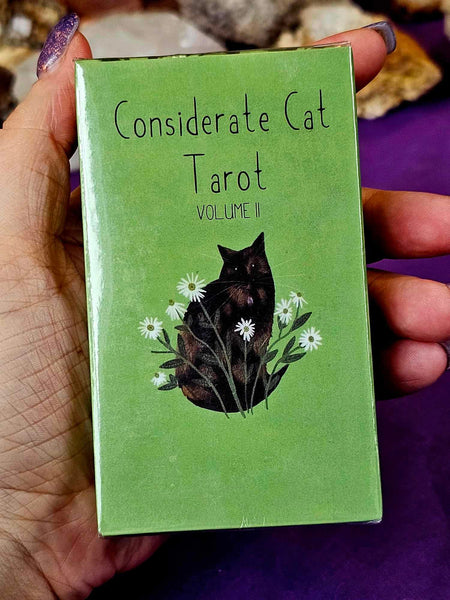 Considerate Cat
Tarot
VOLUME II